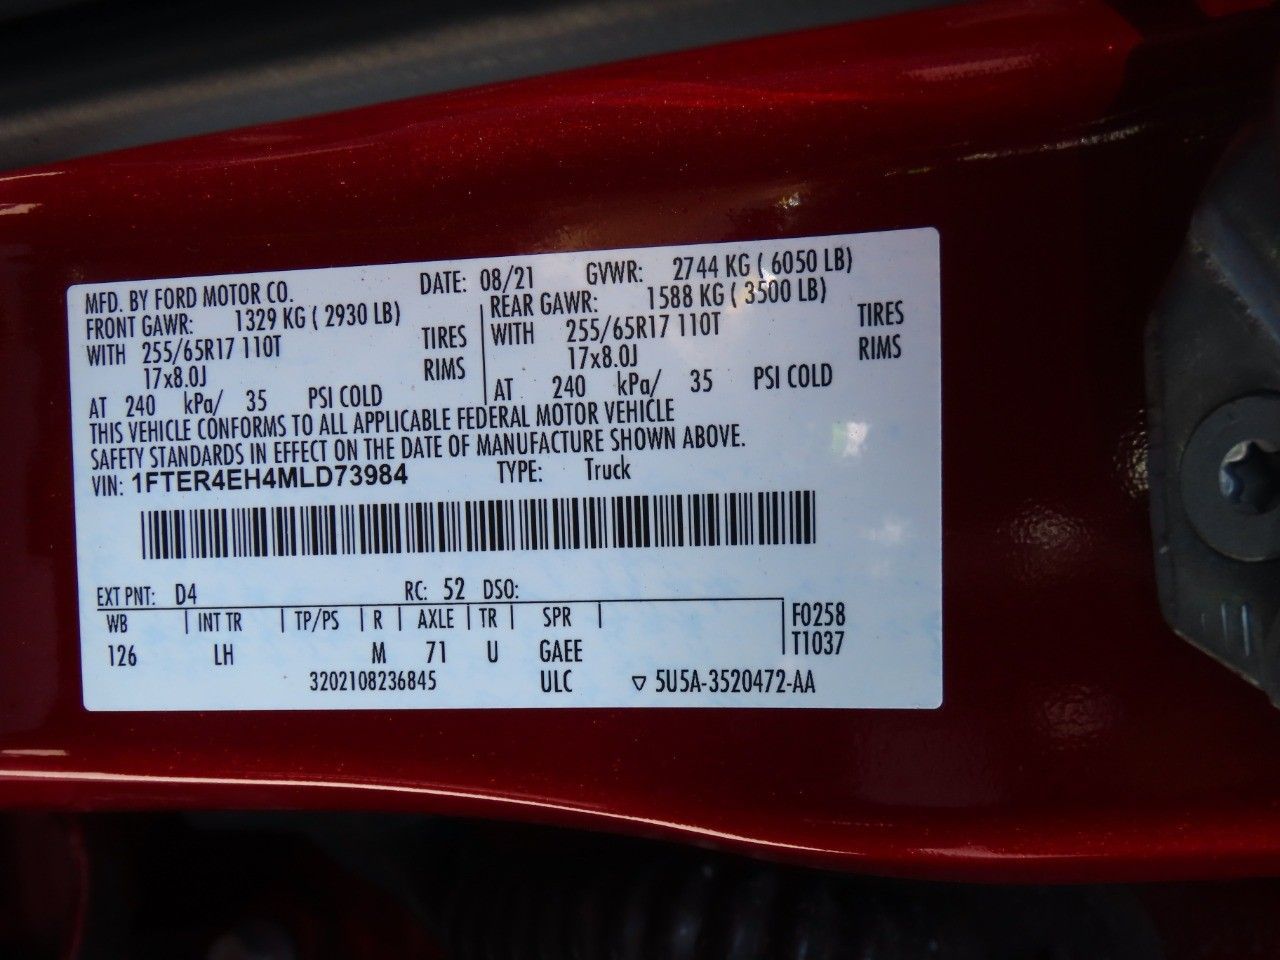 MFD. BY FORD MOTOR CO. DATE: 08/21 GVWR: 2744 KG ( 6050 LB)
FRONT GAWR: 1329 KG ( 2930 LB) REAR GAWR: 1588 KG ( 3500 LB)
WITH 255/65R17 110T TIRES WITH 255/65R17 110T TIRES
17x8.0J RIMS 17x8.0J RIMS
AT 240 kPa/ 35 PSI COLD AT 240 kPa/ 35 PSI COLD
THIS VEHICLE CONFORMS TO ALL APPLICABLE FEDERAL MOTOR VEHICLE
SAFETY STANDARDS IN EFFECT ON THE DATE OF MANUFACTURE SHOWN ABOVE.
VIN: 1FTER4EH4MLD73984 TYPE: Truck
EXT PNT: D4 RC: 52 DSO:
WB INT TR TP/PS R AXLE TR SPR F0258
126 LH M 71 U GAEE T1037
3202108236845 ULC ▽ 5U5A-3520472-AA